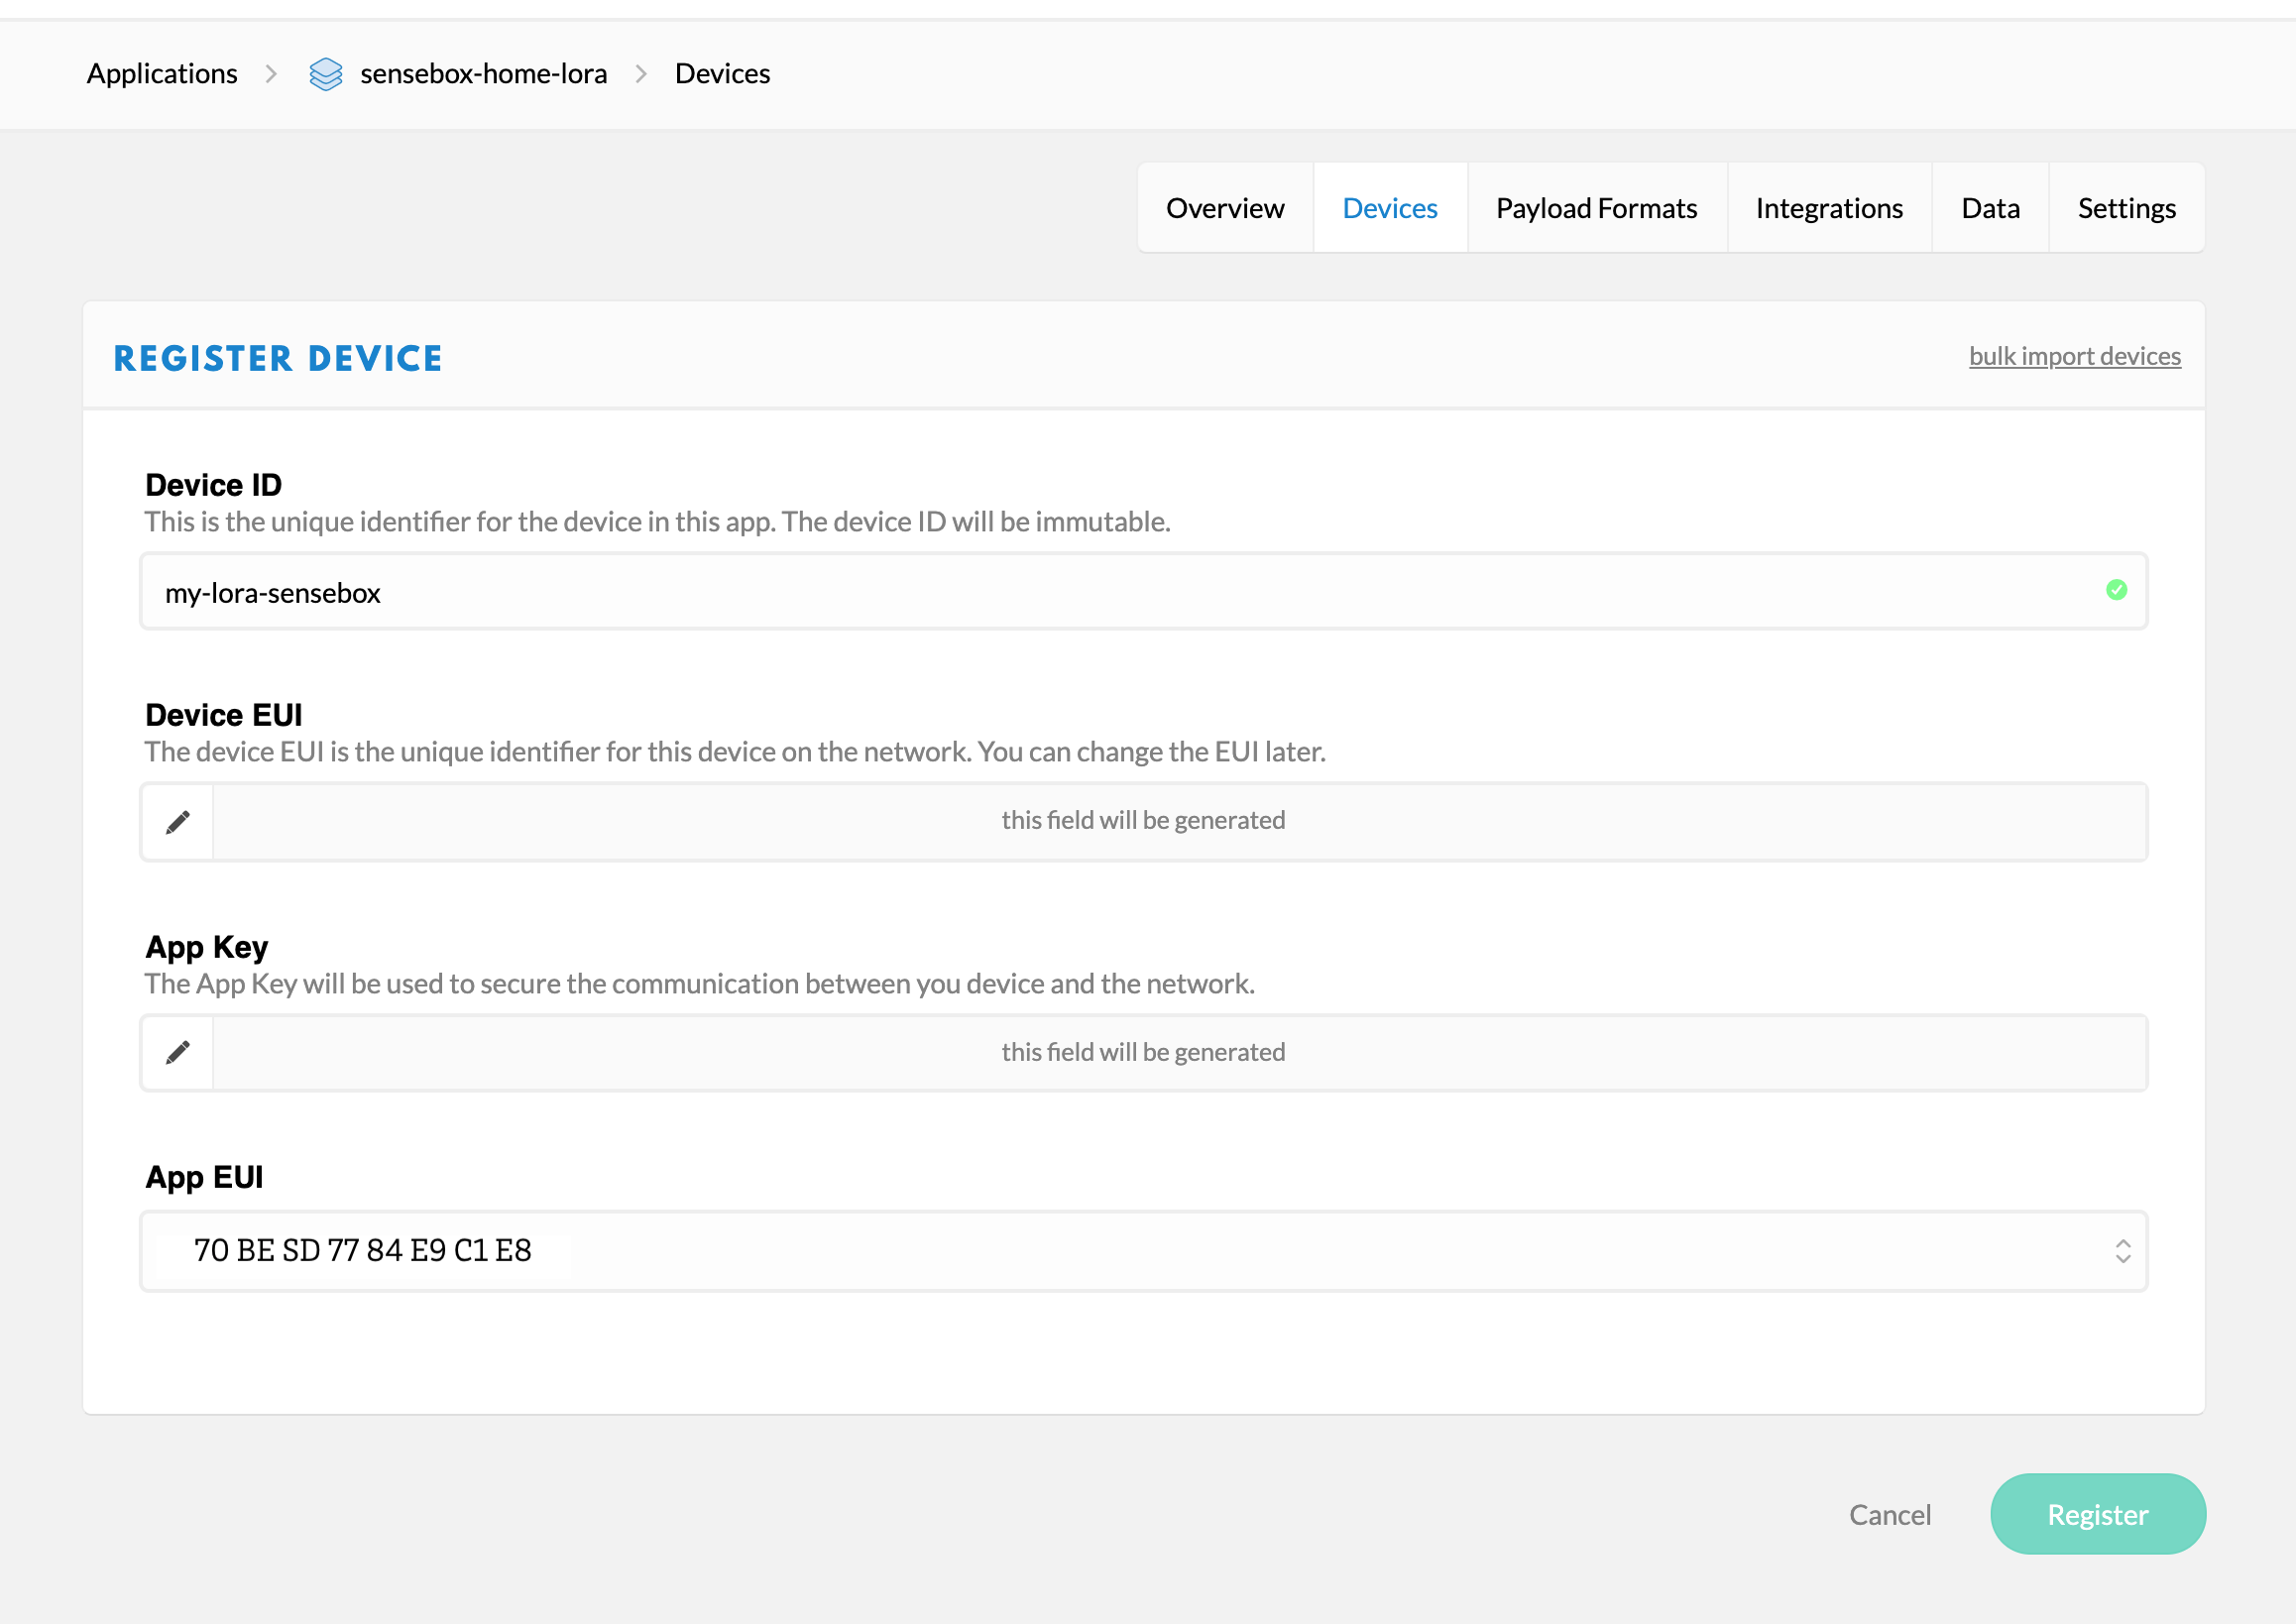 Applications > sensebox-home-lora > Devices
Overview Devices Payload Formats Integrations Data Settings
REGISTER DEVICE bulk import devices
Device ID
This is the unique identifier for the device in this app. The device ID will be immutable.
my-lora-sensebox
Device EUI
The device EUI is the unique identifier for this device on the network. You can change the EUI later.
this field will be generated
App Key
The App Key will be used to secure the communication between you device and the network.
this field will be generated
App EUI
70 BE SD 77 84 E9 C1 E8
Cancel Register